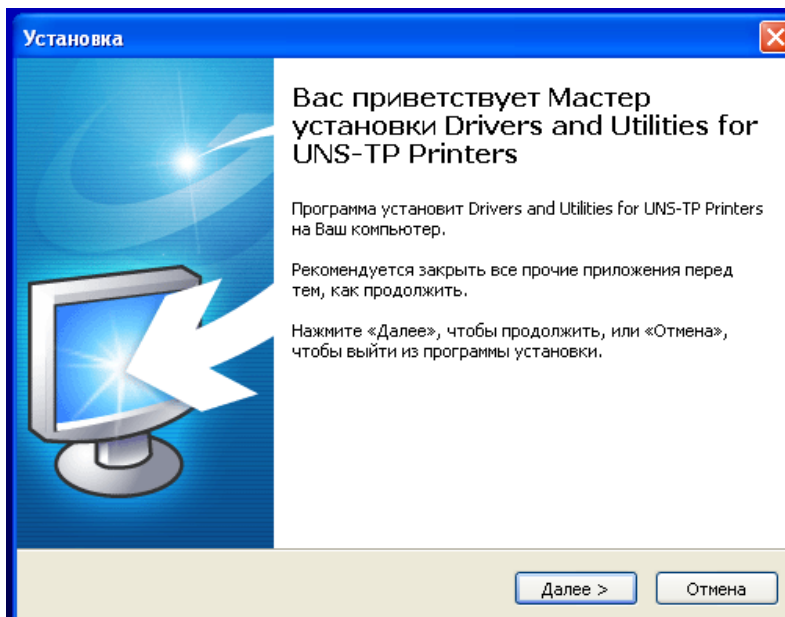 Установка
Вас приветствует Мастер
установки Drivers and Utilities for
UNS-TP Printers
Программа установит Drivers and Utilities for UNS-TP Printers
на Ваш компьютер.
Рекомендуется закрыть все прочие приложения перед
тем, как продолжить.
Нажмите «Далее», чтобы продолжить, или «Отмена»,
чтобы выйти из программы установки.
Далее >
Отмена